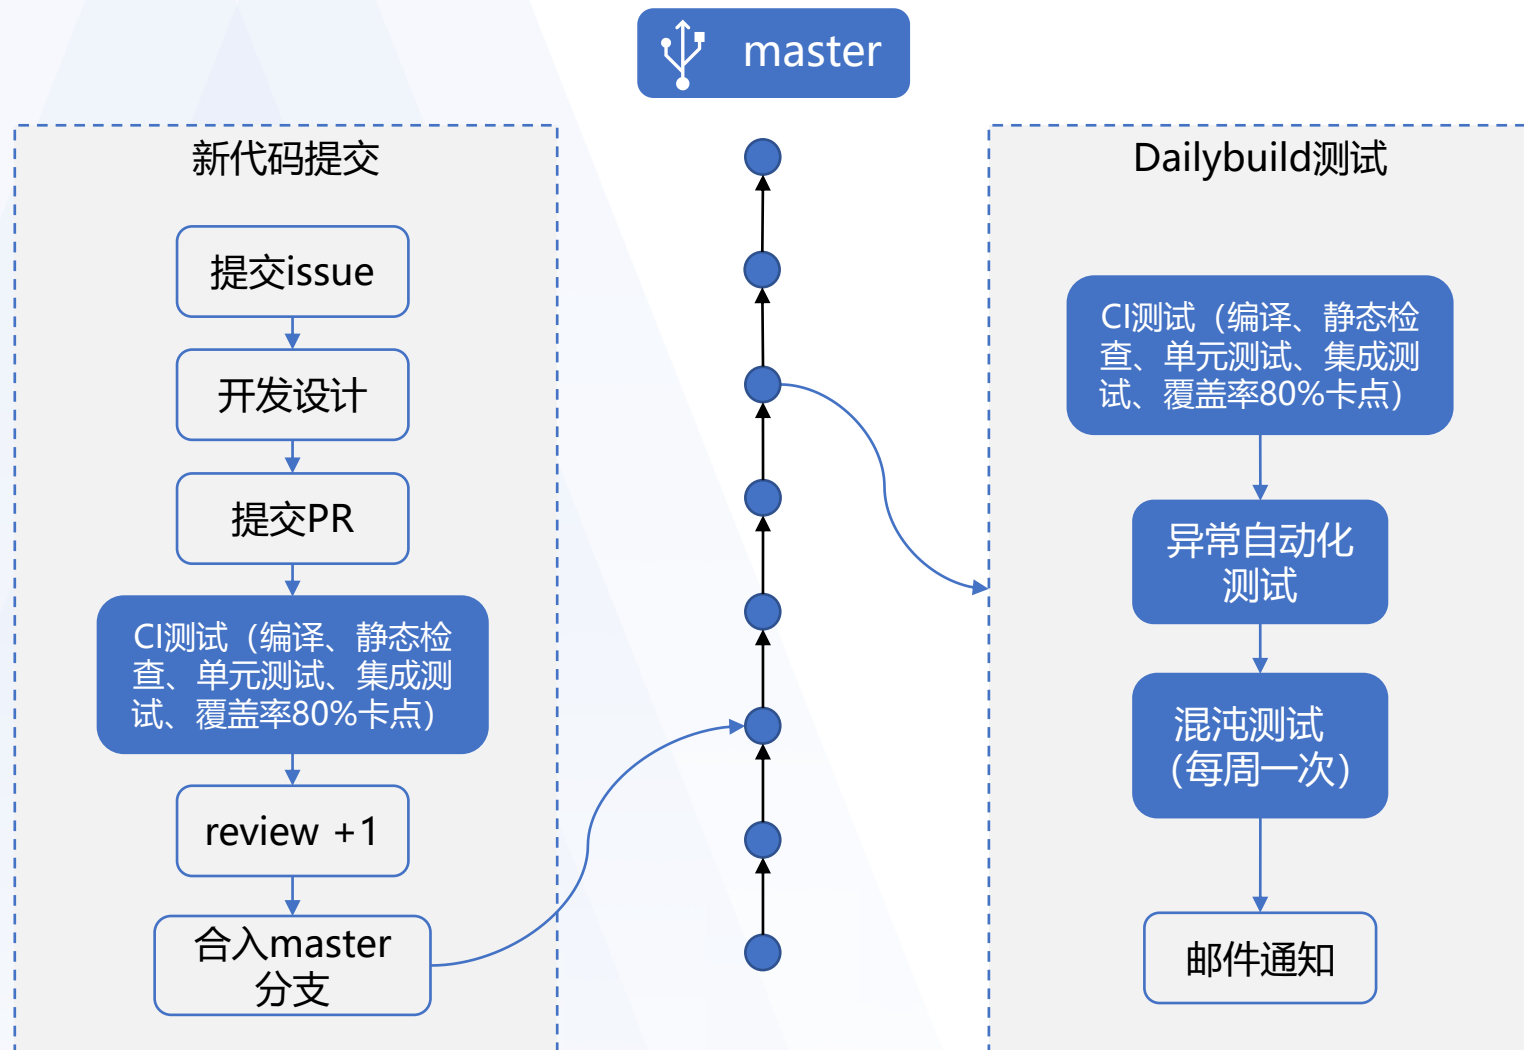 master
新代码提交
提交issue
开发设计
提交PR
CI测试（编译、静态检
查、单元测试、集成测
试、覆盖率80%卡点）
review +1
合入master
分支
Dailybuild测试
CI测试（编译、静态检
查、单元测试、集成测
试、覆盖率80%卡点）
异常自动化
测试
混沌测试
（每周一次）
邮件通知